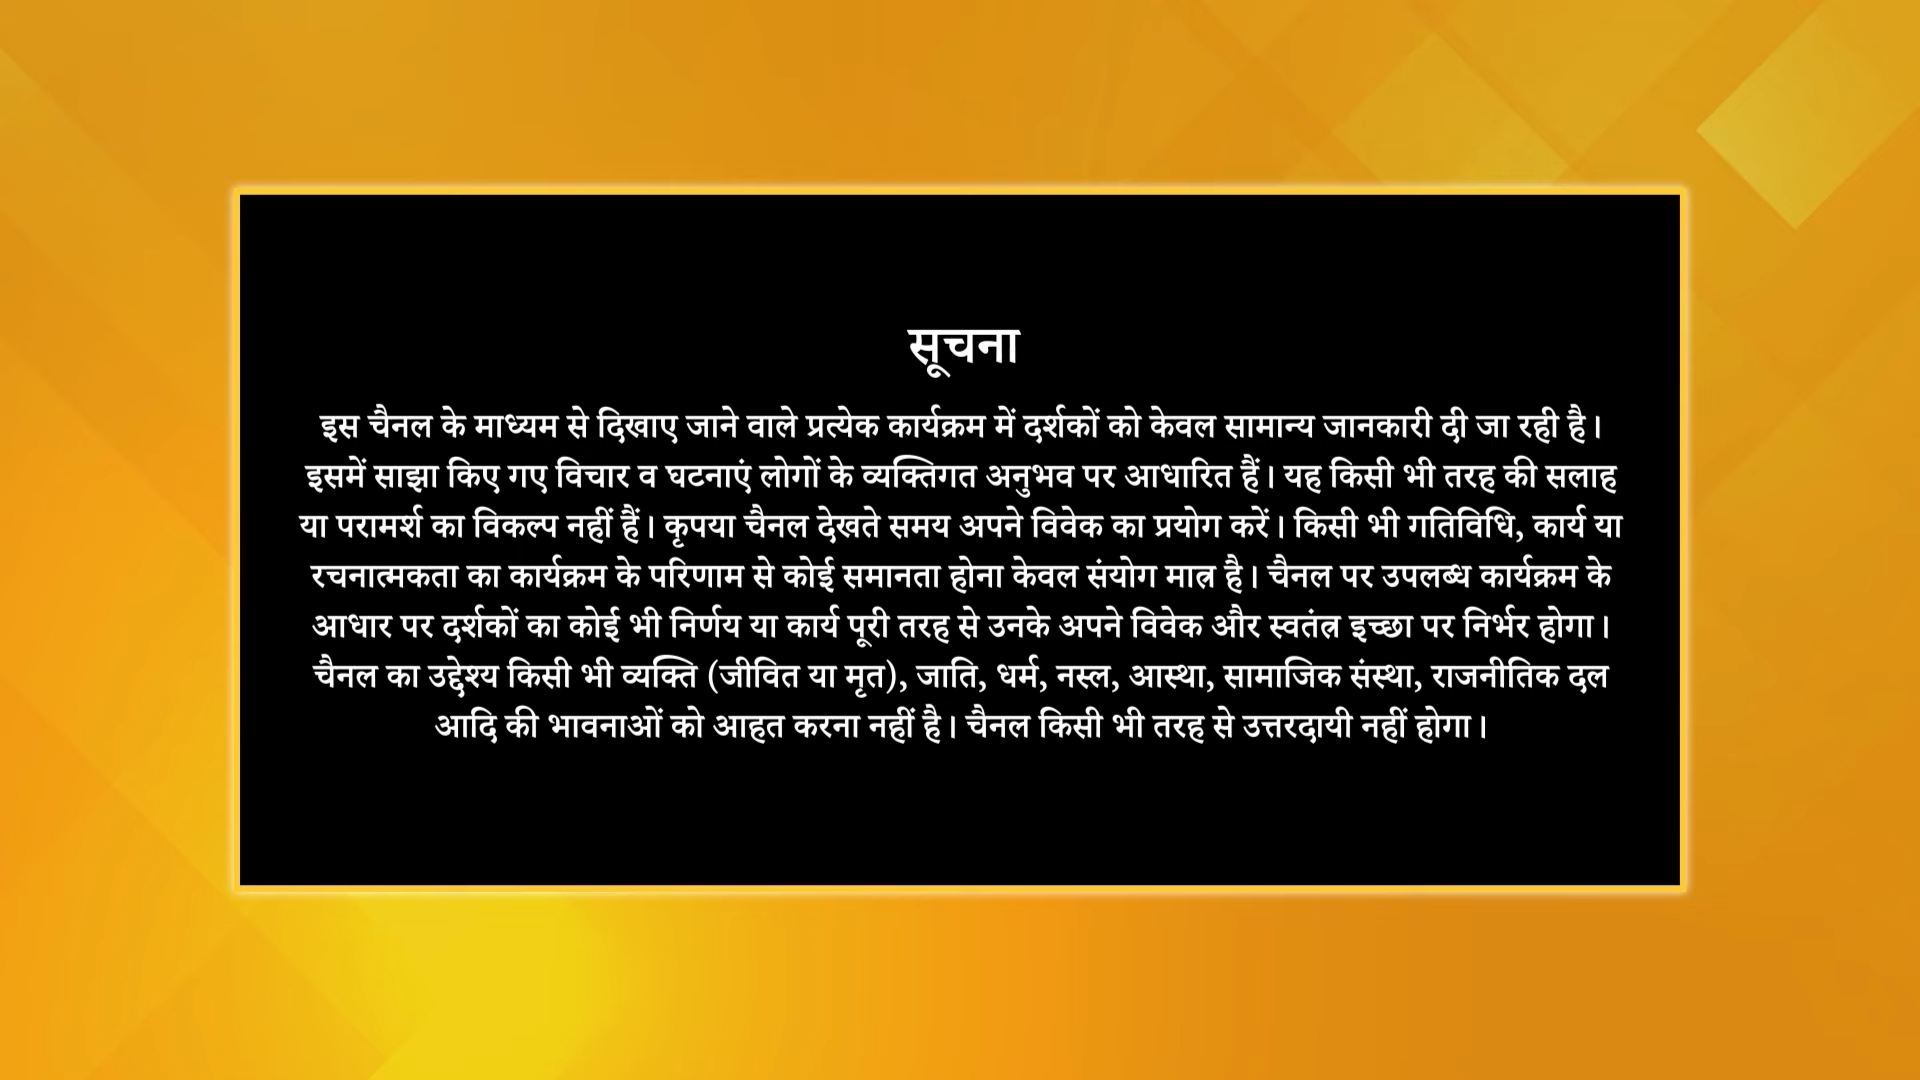 सूचना
इस चैनल के माध्यम से दिखाए जाने वाले प्रत्येक कार्यक्रम में दर्शकों को केवल सामान्य जानकारी दी जा रही है।
इसमें साझा किए गए विचार व घटनाएं लोगों के व्यक्तिगत अनुभव पर आधारित हैं। यह किसी भी तरह की सलाह
या परामर्श का विकल्प नहीं हैं। कृपया चैनल देखते समय अपने विवेक का प्रयोग करें। किसी भी गतिविधि, कार्य या
रचनात्मकता का कार्यक्रम के परिणाम से कोई समानता होना केवल संयोग मात्र है। चैनल पर उपलब्ध कार्यक्रम के
आधार पर दर्शकों का कोई भी निर्णय या कार्य पूरी तरह से उनके अपने विवेक और स्वतंत्र इच्छा पर निर्भर होगा।
चैनल का उद्देश्य किसी भी व्यक्ति (जीवित या मृत), जाति, धर्म, नस्ल, आस्था, सामाजिक संस्था, राजनीतिक दल
आदि की भावनाओं को आहत करना नहीं है। चैनल किसी भी तरह से उत्तरदायी नहीं होगा।